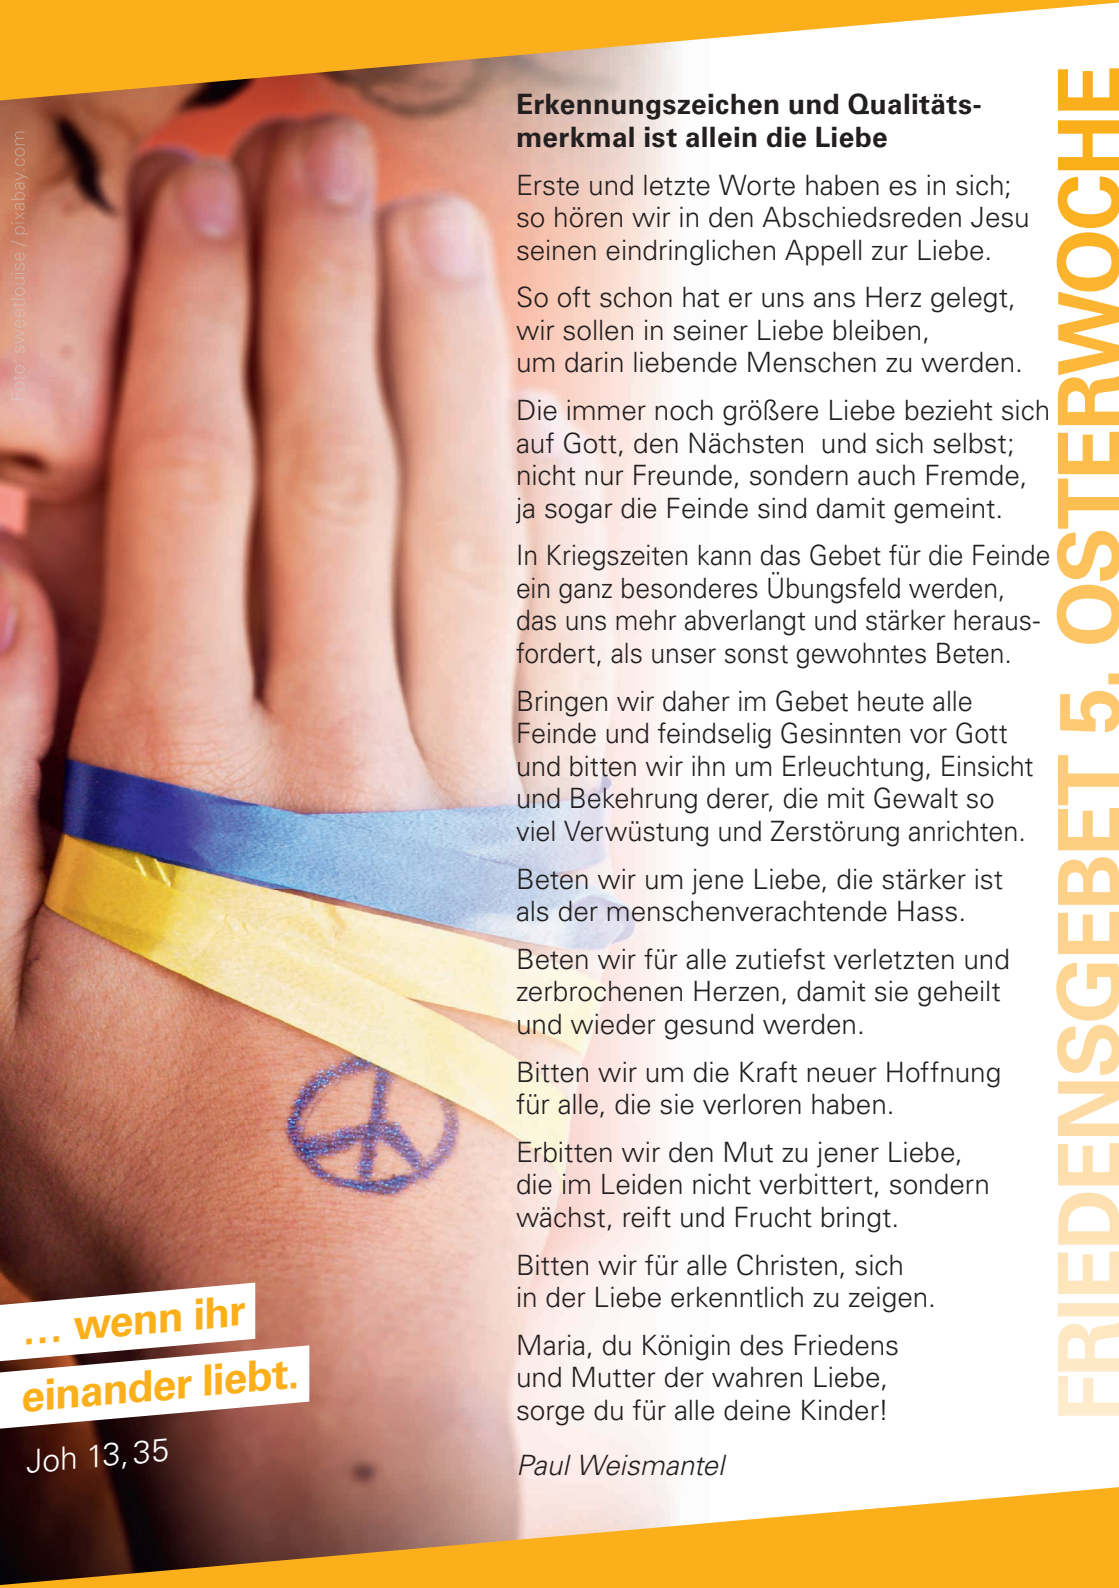 Foto: sweetlouise / pixabay.com
Erkennungszeichen und Qualitäts-
merkmal ist allein die Liebe
Erste und letzte Worte haben es in sich;
so hören wir in den Abschiedsreden Jesu
seinen eindringlichen Appell zur Liebe.
So oft schon hat er uns ans Herz gelegt,
wir sollen in seiner Liebe bleiben,
um darin liebende Menschen zu werden.
Die immer noch größere Liebe bezieht sich
auf Gott, den Nächsten  und sich selbst;
nicht nur Freunde, sondern auch Fremde,
ja sogar die Feinde sind damit gemeint.
In Kriegszeiten kann das Gebet für die Feinde
ein ganz besonderes Übungsfeld werden,
das uns mehr abverlangt und stärker heraus-
fordert, als unser sonst gewohntes Beten.
Bringen wir daher im Gebet heute alle
Feinde und feindselig Gesinnten vor Gott
und bitten wir ihn um Erleuchtung, Einsicht
und Bekehrung derer, die mit Gewalt so
viel Verwüstung und Zerstörung anrichten.
Beten wir um jene Liebe, die stärker ist
als der menschenverachtende Hass.
Beten wir für alle zutiefst verletzten und
zerbrochenen Herzen, damit sie geheilt
und wieder gesund werden.
Bitten wir um die Kraft neuer Hoffnung
für alle, die sie verloren haben.
Erbitten wir den Mut zu jener Liebe,
die im Leiden nicht verbittert, sondern
wächst, reift und Frucht bringt.
Bitten wir für alle Christen, sich
in der Liebe erkenntlich zu zeigen.
Maria, du Königin des Friedens
und Mutter der wahren Liebe,
sorge du für alle deine Kinder!
Paul Weismantel
... wenn ihr
einander liebt.
Joh 13,35
FRIEDENSGEBET 5. OSTERWOCHE